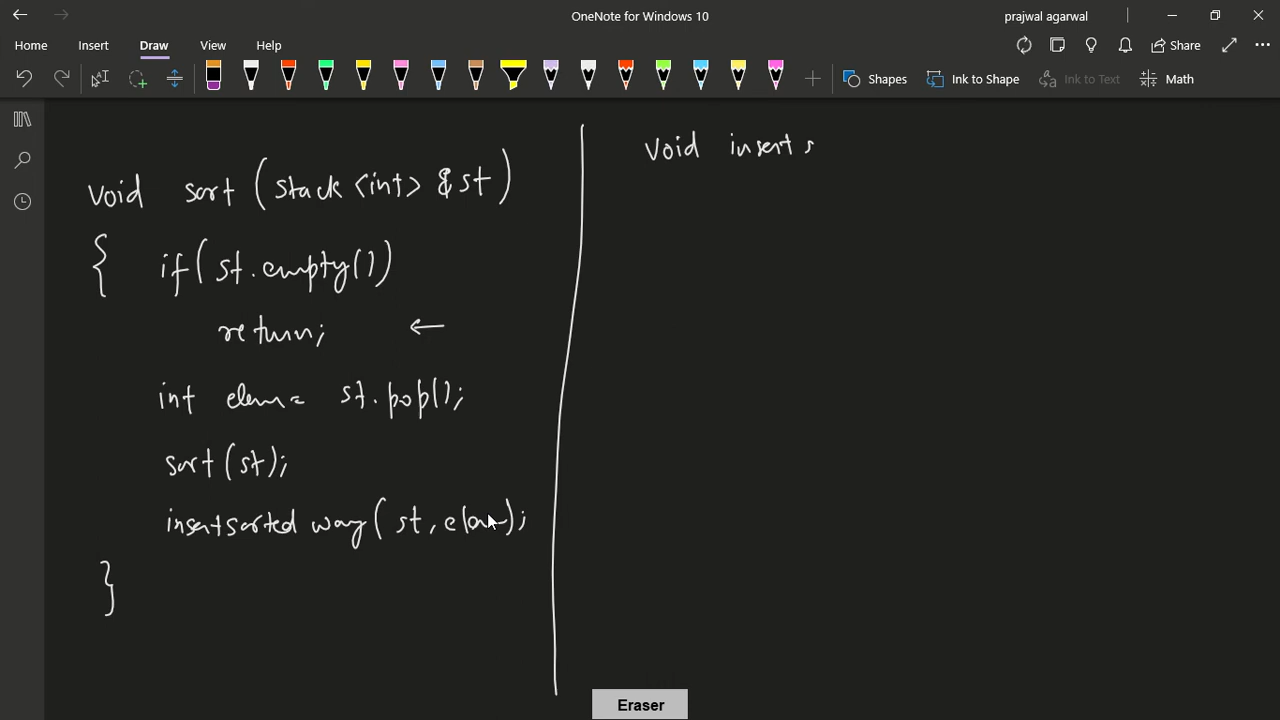 OneNote for Windows 10
prajwal agarwal
Home Insert Draw View Help
Share
Shapes Ink to Shape Ink to Text Math
void sort (stack <int> &st)
{ if(st.empty())
return; ←
int elem = st.pop();
sort (st);
insertsorted way (st, elem);
}
void insert s
Eraser